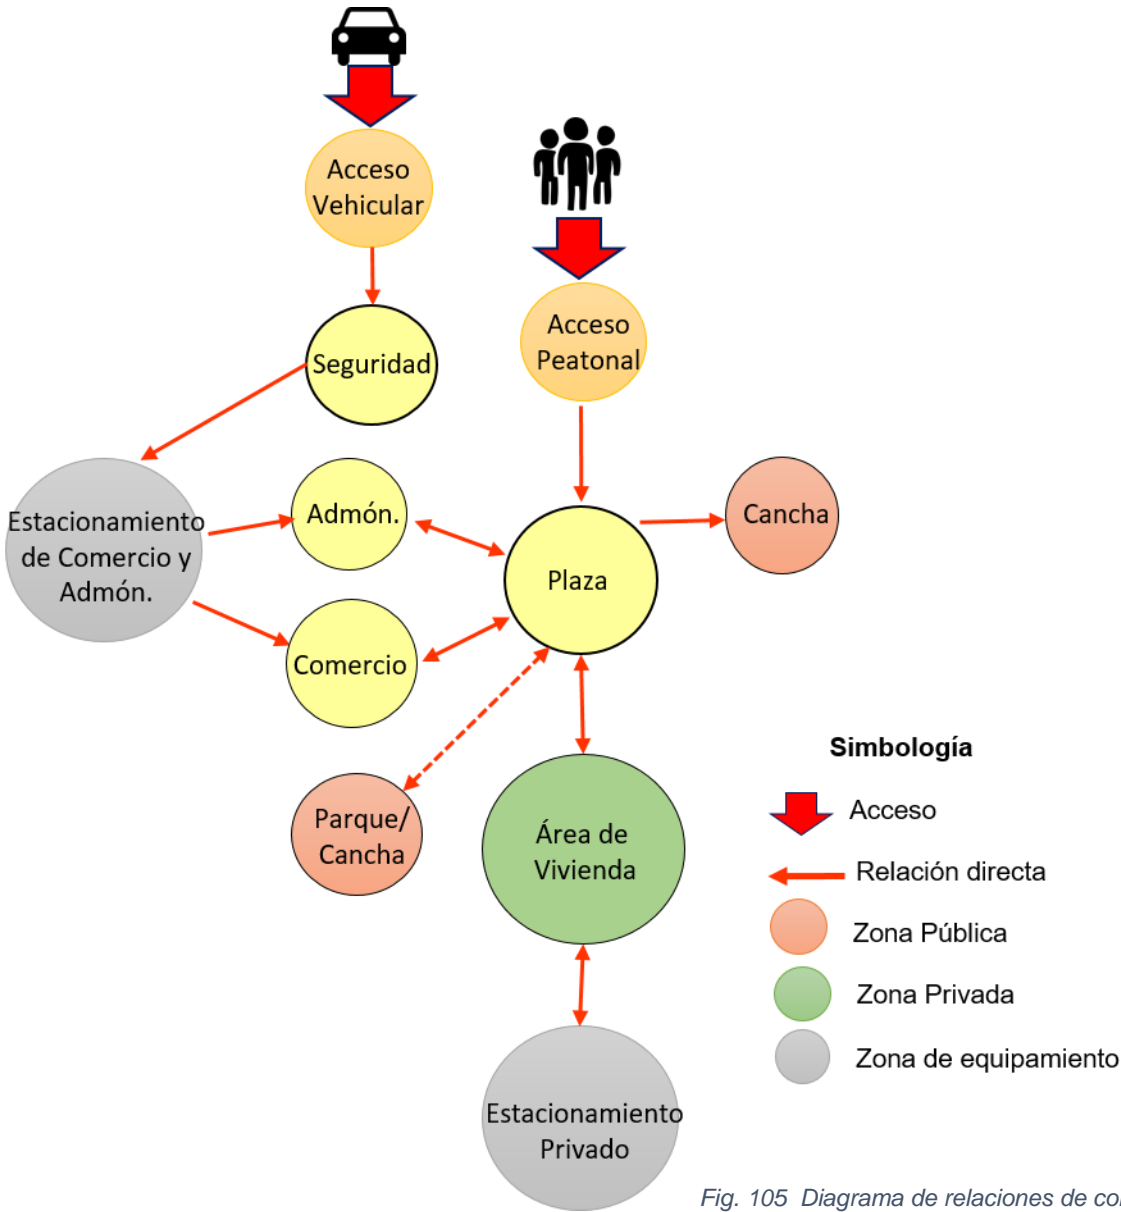 Acceso
Vehicular
Acceso
Peatonal
Seguridad
Estacionamiento
de Comercio y
Admón.
Admón.
Cancha
Plaza
Comercio
Parque/
Cancha
Área de
Vivienda
Estacionamiento
Privado
Simbología
Acceso
Relación directa
Zona Pública
Zona Privada
Zona de equipamiento
Fig. 105 Diagrama de relaciones de